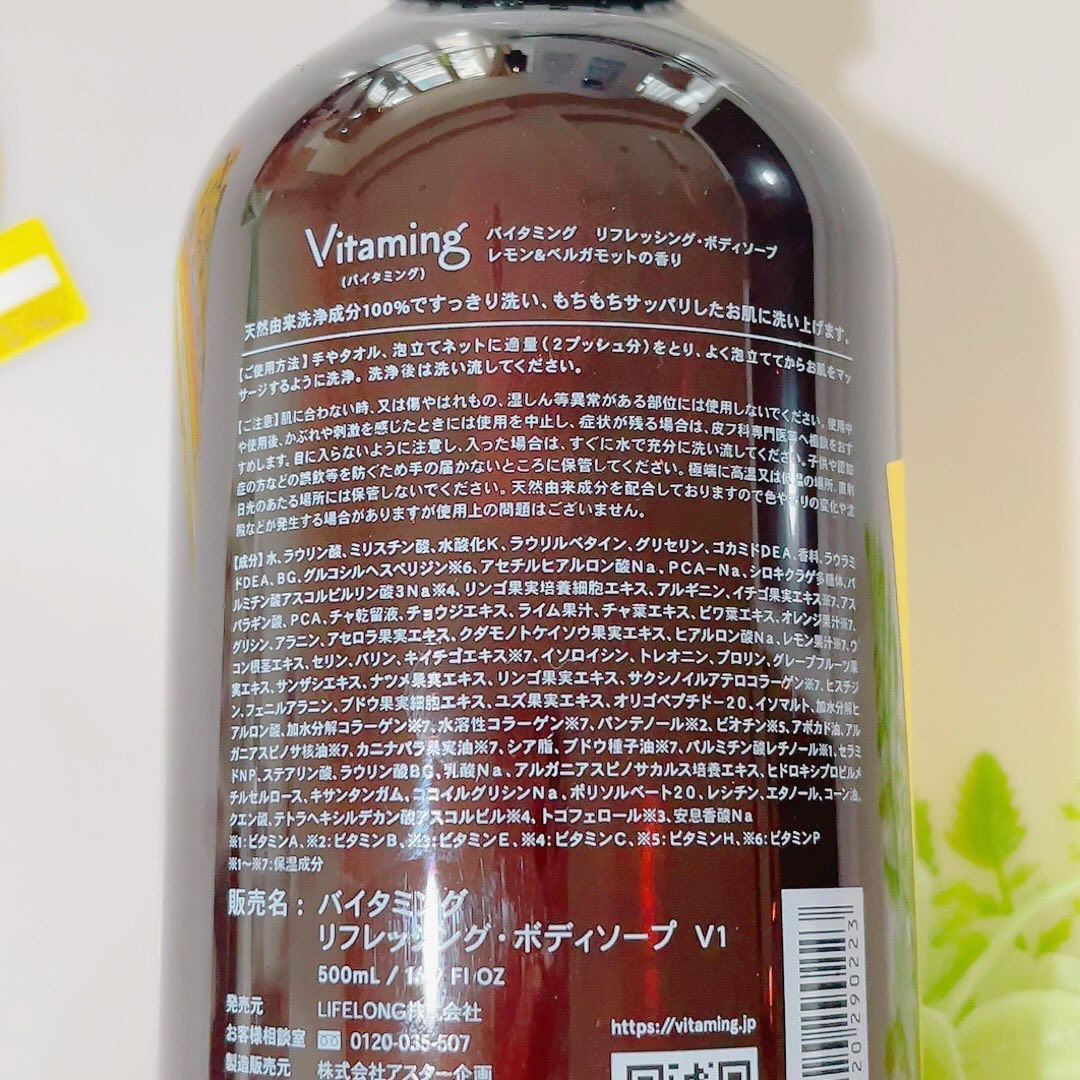 Vitaming
(バイタミング)
バイタミング リフレッシング・ボディソープ
レモン&ベルガモットの香り
天然由来洗浄成分100%ですっきり洗い、もちもちサッパリしたお肌に洗い上げます。
【ご使用方法】手やタオル、泡立てネットに適量(2プッシュ分)をとり、よく泡立ててからお肌をマッ
サージするように洗浄。洗浄後は洗い流してください。
【ご注意】肌に合わない時、又は傷やはれもの、湿しん等異常がある部位には使用しないでください。使用中
や使用後、かぶれや刺激を感じたときには使用を中止し、症状が残る場合は、皮フ科専門医等へ相談をおす
すめします。目に入らないように注意し、入った場合は、すぐに水で充分に洗い流してください。子供や認知
症の方などの誤飲等を防ぐため手の届かないところに保管してください。極端に高温又は低温の場所、直射
日光のあたる場所には保管しないでください。天然由来成分を配合しておりますので色や香りの変化や沈
殿などが発生する場合がありますが使用上の問題はございません。
【成分】水、ラウリン酸、ミリスチン酸、水酸化K、ラウリルベタイン、グリセリン、ゴカミドDEA、香料、ラウラミ
ドDEA、BG、グルコシルヘスペリジン※6、アセチルヒアルロン酸Na、PCA-Na、シロキクラゲ多糖体、パ
ルミチン酸アスコルビルリン酸3Na※4、リンゴ果実培養細胞エキス、アルギニン、イチゴ果実エキス※7、アス
パラギン酸、PCA、チャ乾留液、チョウジエキス、ライム果汁、チャ葉エキス、ビワ葉エキス、オレンジ果汁※7、
グリシン、アラニン、アセロラ果実エキス、クダモノトケイソウ果実エキス、ヒアルロン酸Na、レモン果汁※7、ウ
コン根茎エキス、セリン、バリン、キイチゴエキス※7、イソロイシン、トレオニン、プロリン、グレープフルーツ果
実エキス、サンザシエキス、ナツメ果実エキス、リンゴ果実エキス、サクシノイルアテロコラーゲン※7、ヒスチジ
ン、フェニルアラニン、ブドウ果実細胞エキス、ユズ果実エキス、オリゴペプチド-20、イソマルト、加水分解ヒ
アルロン酸、加水分解コラーゲン※7、水溶性コラーゲン※7、パンテノール※2、ビオチン※5、アボカド油、アル
ガニアスピノサ核油※7、カニナバラ果実油※7、シア脂、ブドウ種子油※7、パルミチン酸レチノール※1、セラミ
ドNP、ステアリン酸、ラウリン酸BG、乳酸Na、アルガニアスピノサカルス培養エキス、ヒドロキシプロピルメ
チルセルロース、キサンタンガム、ココイルグリシンNa、ポリソルベート20、レシチン、エタノール、コーン油、
クエン酸、テトラヘキシルデカン酸アスコルビル※4、トコフェロール※3、安息香酸Na
※1:ビタミンA、※2:ビタミンB、※3:ビタミンE、※4:ビタミンC、※5:ビタミンH、※6:ビタミンP
※1〜※7:保湿成分
販売名: バイタミング
リフレッシング・ボディソープ V1
500mL / FI OZ
発売元 LIFELONG株式会社
お客様相談室 0120-035-507
製造販売元 株式会社アスター企画
https://vitaming.jp
20290223